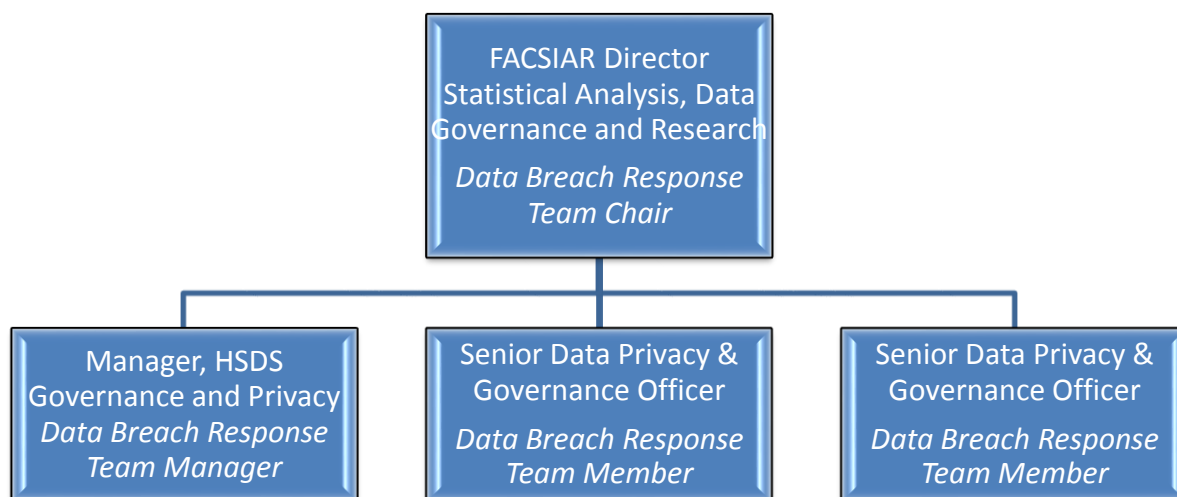 FACSIAR Director
Statistical Analysis, Data
Governance and Research
Data Breach Response
Team Chair
Manager, HSDS
Governance and Privacy
Data Breach Response
Team Manager
Senior Data Privacy &
Governance Officer
Data Breach Response
Team Member
Senior Data Privacy &
Governance Officer
Data Breach Response
Team Member